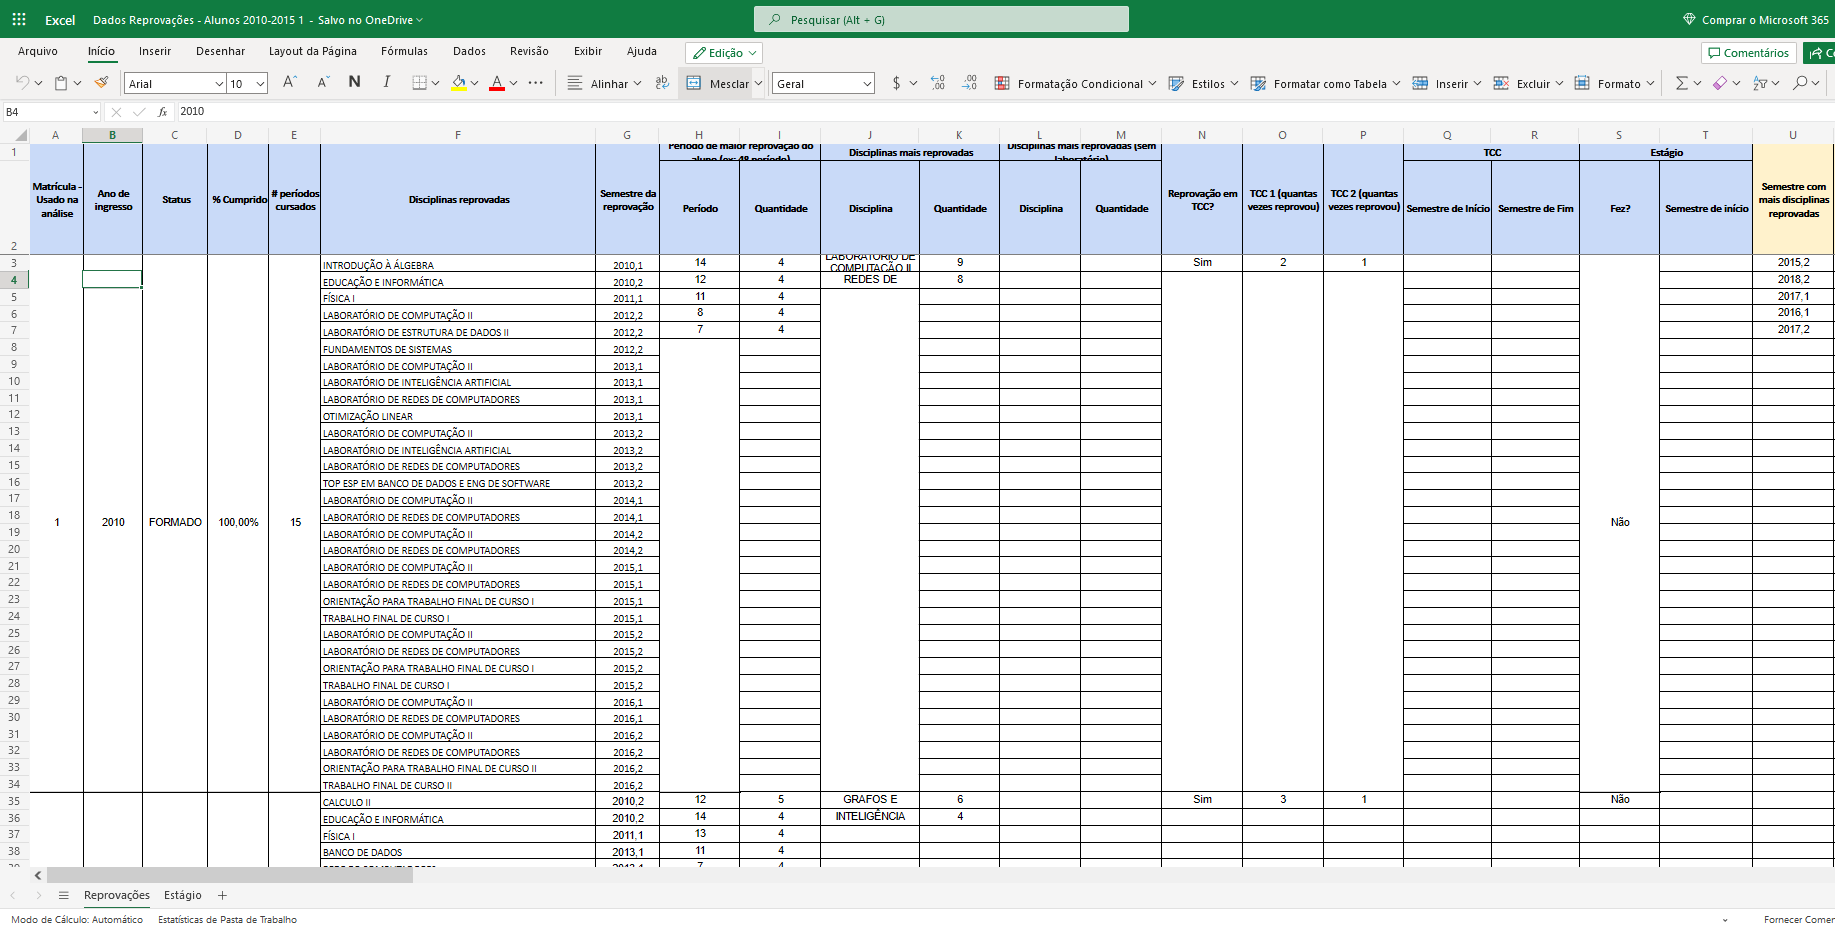 Excel Dados Reprovações - Alunos 2010-2015 1 - Salvo no OneDrive Pesquisar (Alt + G) Comprar o Microsoft 365
Arquivo Início Inserir Desenhar Layout da Página Fórmulas Dados Revisão Exibir Ajuda Edição Comentários
Arial 10 A A N I A Alinhar ab Mesclar Geral $ Formatação Condicional Estilos Formatar como Tabela Inserir Excluir Formato
B4 fx 2010
A B C D E F G H I J K L M N O P Q R S T U
1 Período de maior reprovação do aluno (ex: 4º período) Disciplinas mais reprovadas Disciplinas mais reprovadas (sem laboratório) TCC Estágio
2 Matrícula - Usado na análise Ano de ingresso Status % Cumprido # períodos cursados Disciplinas reprovadas Semestre da reprovação Período Quantidade Disciplina Quantidade Disciplina Quantidade Reprovação em TCC? TCC 1 (quantas vezes reprovou) TCC 2 (quantas vezes reprovou) Semestre de Início Semestre de Fim Fez? Semestre de início Semestre com mais disciplinas reprovadas
3 INTRODUÇÃO À ÁLGEBRA 2010,1 14 4 LABORATÓRIO DE COMPUTAÇÃO II 9 Sim 2 1 2015,2
4 EDUCAÇÃO E INFORMÁTICA 2010,2 12 4 REDES DE 8 2018,2
5 FÍSICA I 2011,1 11 4 2017,1
6 LABORATÓRIO DE COMPUTAÇÃO II 2012,2 8 4 2016,1
7 LABORATÓRIO DE ESTRUTURA DE DADOS II 2012,2 7 4 2017,2
8 FUNDAMENTOS DE SISTEMAS 2012,2
9 LABORATÓRIO DE COMPUTAÇÃO II 2013,1
10 LABORATÓRIO DE INTELIGÊNCIA ARTIFICIAL 2013,1
11 LABORATÓRIO DE REDES DE COMPUTADORES 2013,1
12 OTIMIZAÇÃO LINEAR 2013,1
13 LABORATÓRIO DE COMPUTAÇÃO II 2013,2
14 LABORATÓRIO DE INTELIGÊNCIA ARTIFICIAL 2013,2
15 LABORATÓRIO DE REDES DE COMPUTADORES 2013,2
16 TOP ESP EM BANCO DE DADOS E ENG DE SOFTWARE 2013,2
17 LABORATÓRIO DE COMPUTAÇÃO II 2014,1
18 1 2010 FORMADO 100,00% 15 LABORATÓRIO DE REDES DE COMPUTADORES 2014,1 Não
19 LABORATÓRIO DE COMPUTAÇÃO II 2014,2
20 LABORATÓRIO DE REDES DE COMPUTADORES 2014,2
21 LABORATÓRIO DE COMPUTAÇÃO II 2015,1
22 LABORATÓRIO DE REDES DE COMPUTADORES 2015,1
23 ORIENTAÇÃO PARA TRABALHO FINAL DE CURSO I 2015,1
24 TRABALHO FINAL DE CURSO I 2015,1
25 LABORATÓRIO DE COMPUTAÇÃO II 2015,2
26 LABORATÓRIO DE REDES DE COMPUTADORES 2015,2
27 ORIENTAÇÃO PARA TRABALHO FINAL DE CURSO I 2015,2
28 TRABALHO FINAL DE CURSO I 2015,2
29 LABORATÓRIO DE COMPUTAÇÃO II 2016,1
30 LABORATÓRIO DE REDES DE COMPUTADORES 2016,1
31 LABORATÓRIO DE COMPUTAÇÃO II 2016,2
32 LABORATÓRIO DE REDES DE COMPUTADORES 2016,2
33 ORIENTAÇÃO PARA TRABALHO FINAL DE CURSO II 2016,2
34 TRABALHO FINAL DE CURSO II 2016,2
35 CALCULO II 2010,2 12 5 GRAFOS E 6 Sim 3 1 Não
36 EDUCAÇÃO E INFORMÁTICA 2010,2 14 4 INTELIGÊNCIA 4
37 FÍSICA I 2011,1 13 4
38 BANCO DE DADOS 2013,1 11 4
Reprovações Estágio
Modo de Cálculo: Automático Estatísticas de Pasta de Trabalho Fornecer